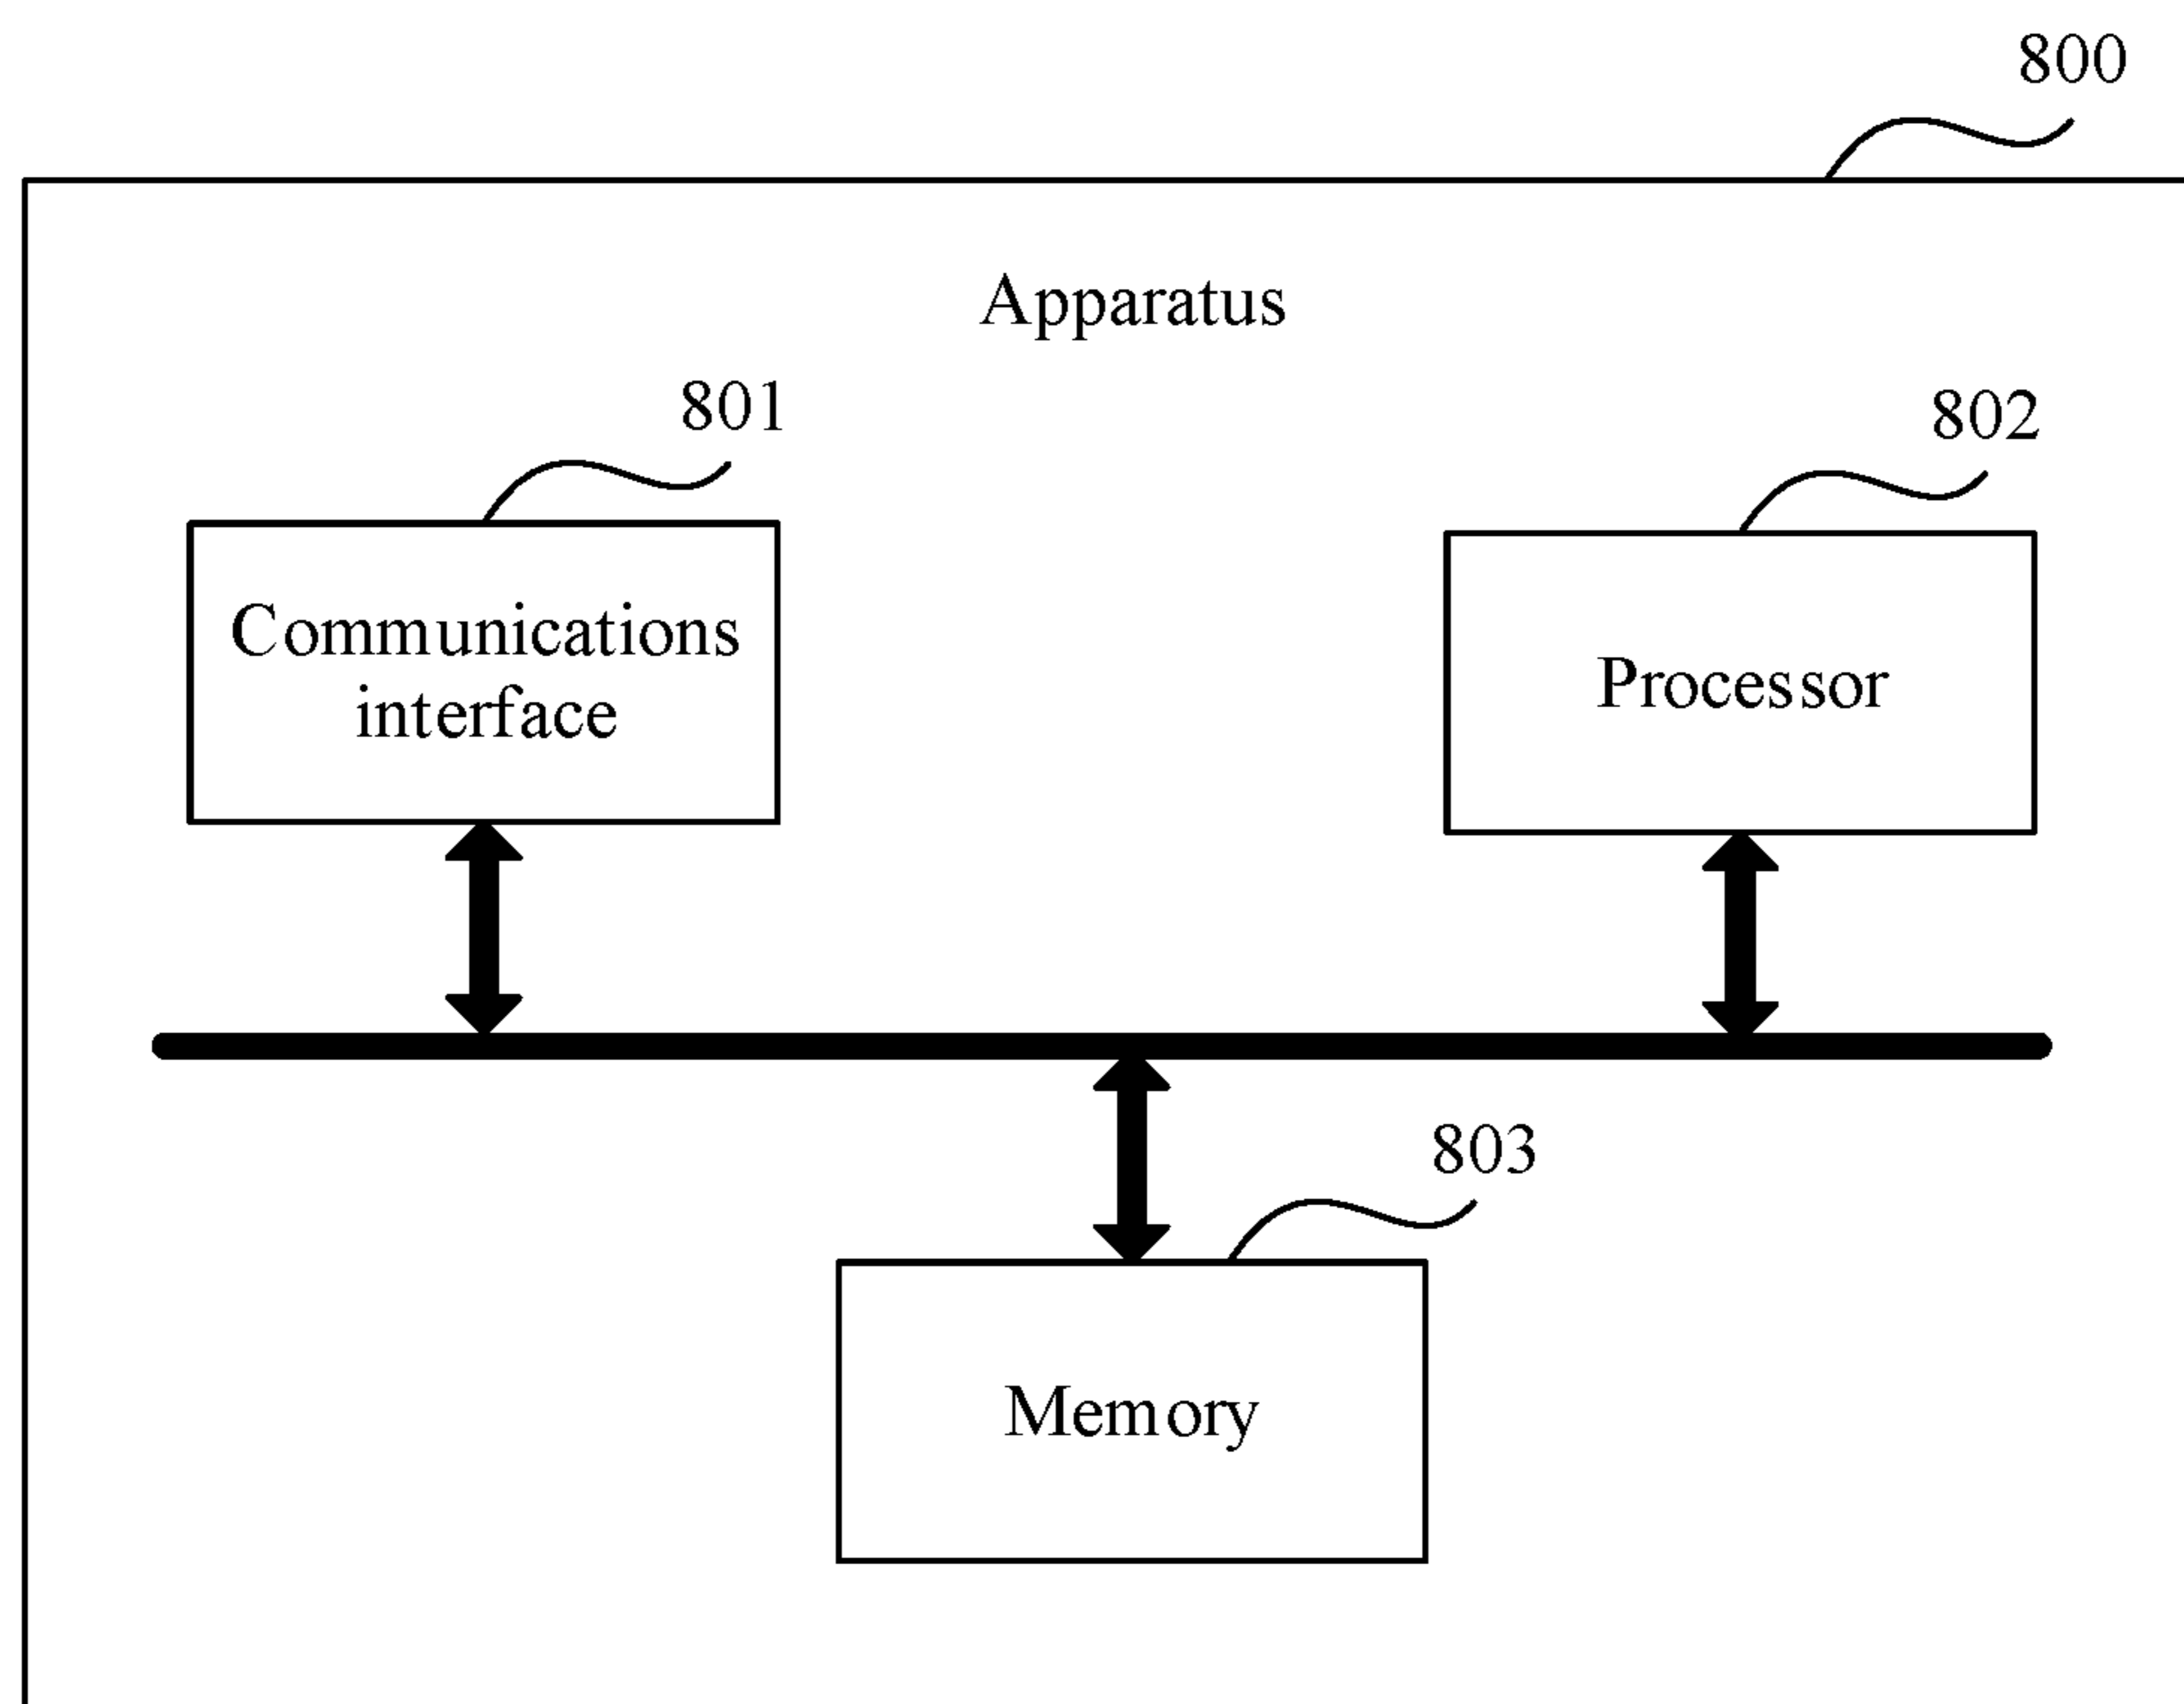 800
Apparatus
801
802
Communications
interface
Processor
803
Memory